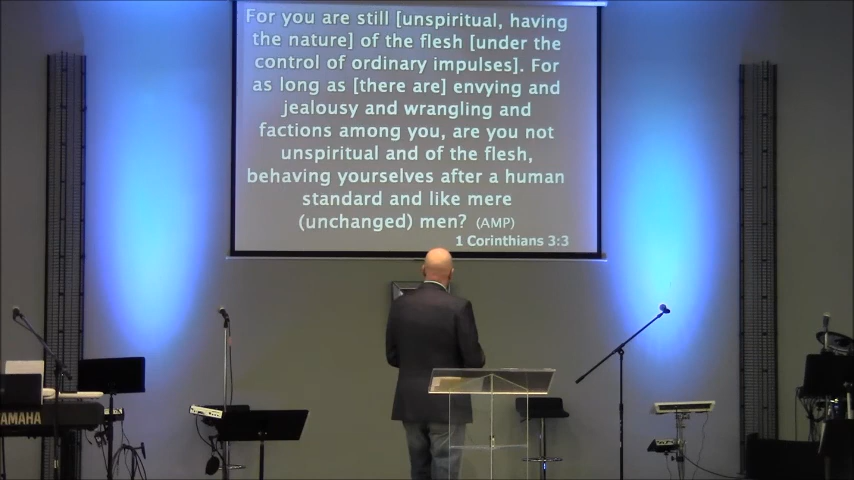 For you are still [unspiritual, having
the nature] of the flesh [under the
control of ordinary impulses]. For
as long as [there are] envying and
jealousy and wrangling and
factions among you, are you not
unspiritual and of the flesh,
behaving yourselves after a human
standard and like mere
(unchanged) men? (AMP)
1 Corinthians 3:3
YAMAHA